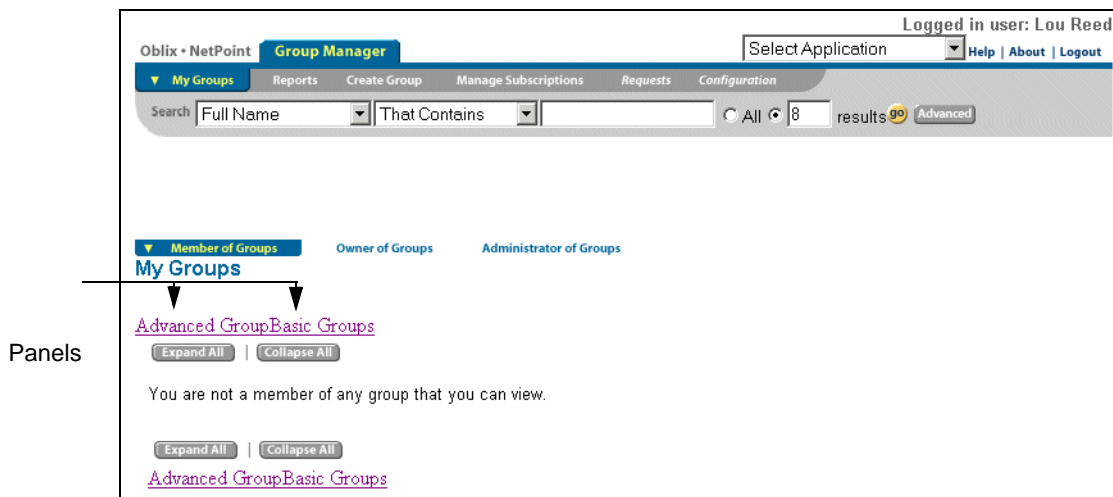 Logged in user: Lou Reed
Oblix • NetPoint Group Manager Select Application Help | About | Logout
My Groups Reports Create Group Manage Subscriptions Requests Configuration
Search Full Name That Contains All 8 results go Advanced
Member of Groups Owner of Groups Administrator of Groups
My Groups
Advanced GroupBasic Groups
Panels
Expand All | Collapse All
You are not a member of any group that you can view.
Expand All | Collapse All
Advanced GroupBasic Groups